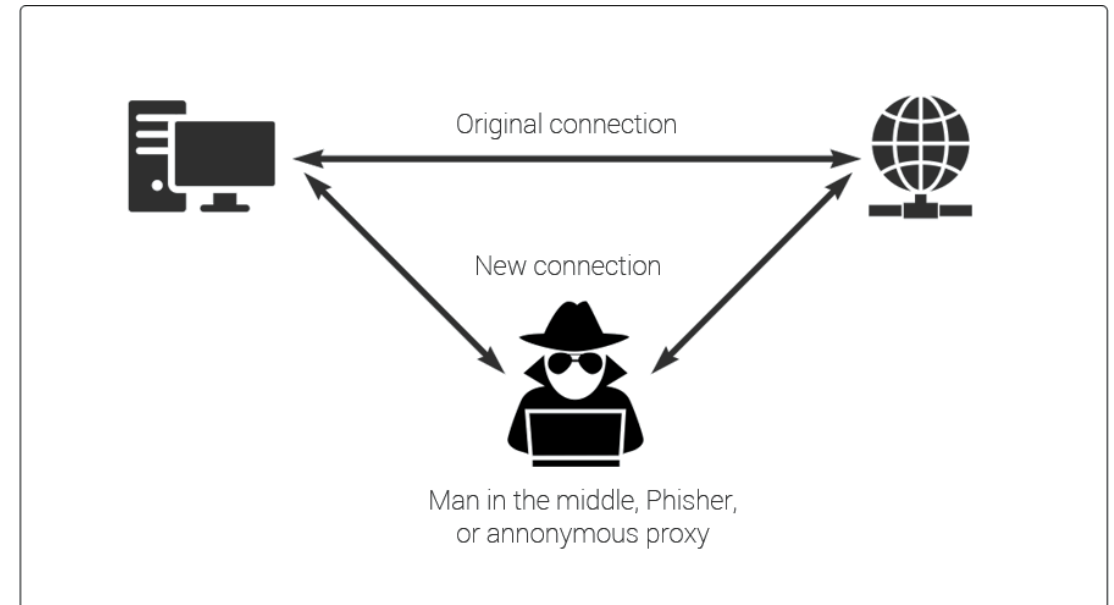 Original connection
New connection
Man in the middle, Phisher,
or annonymous proxy